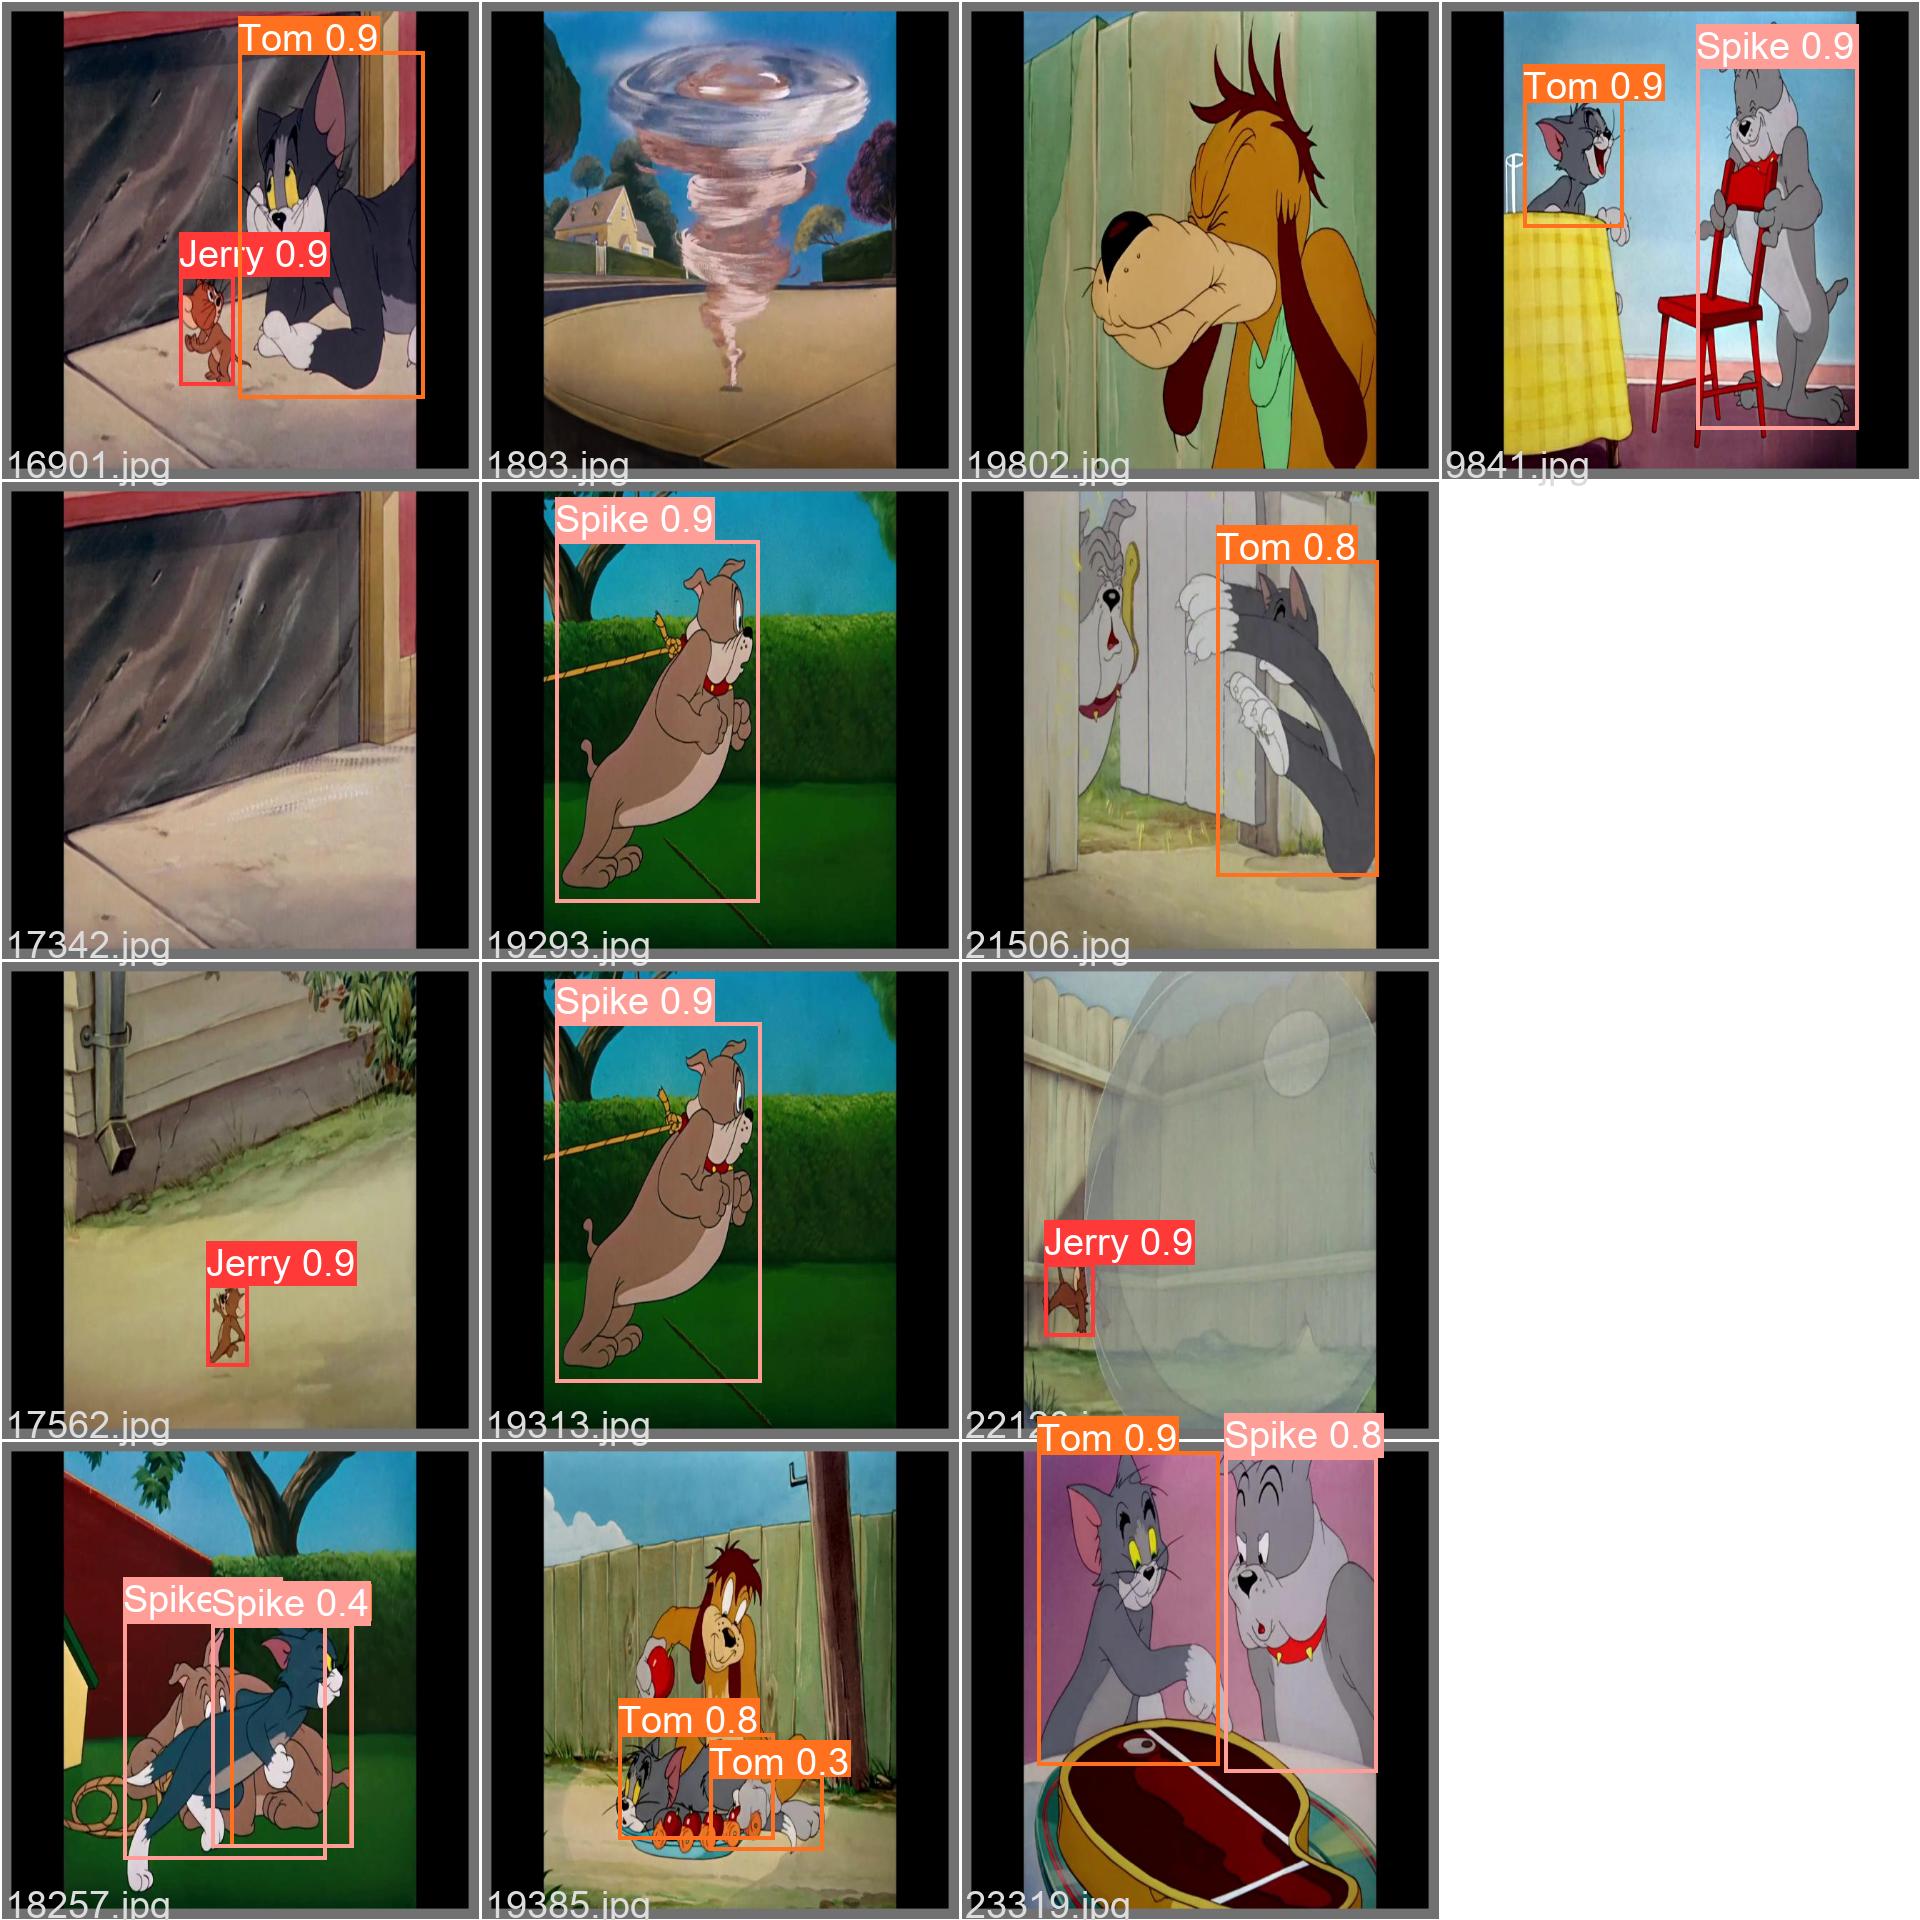 Tom 0.9
Jerry 0.9
16901.jpg
1893.jpg
19802.jpg
Spike 0.9
Tom 0.9
9841.jpg
17342.jpg
Spike 0.9
19293.jpg
Tom 0.8
21506.jpg
Jerry 0.9
17562.jpg
Spike 0.9
19313.jpg
Jerry 0.9
Spike
Spike 0.4
18257.jpg
Tom 0.8
Tom 0.3
19385.jpg
Tom 0.9
Spike 0.8
23319.jpg